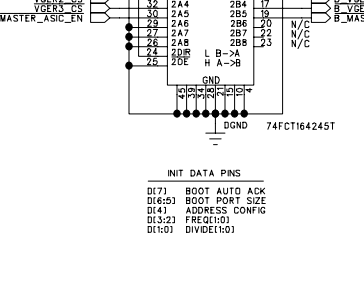 VGER2_CS 32 2A4 2B4 17
VGER3_CS 30 2A5 2B5 19
MASTER_ASIC_EN 29 2A6 2B6 20 N/C B_MAS
27 2A7 2B7 22 N/C
26 2A8 2B8 23 N/C
24 2DIR L B->A
25 2OE H A->B
GND
45 39 34 28 21 15 10 4
DGND 74FCT164245T
INIT DATA PINS
D[7] BOOT AUTO ACK
D[6:5] BOOT PORT SIZE
D[4] ADDRESS CONFIG
D[3:2] FREQ[1:0]
D[1:0] DIVIDE[1:0]